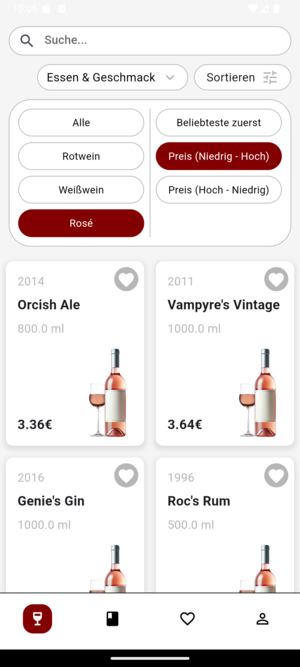 Suche...
Essen & Geschmack
Sortieren
Alle
Rotwein
Weißwein
Rosé
Beliebteste zuerst
Preis (Niedrig - Hoch)
Preis (Hoch - Niedrig)
2014
Orcish Ale
800.0 ml
3.36€
2011
Vampyre's Vintage
1000.0 ml
3.64€
2016
Genie's Gin
1000.0 ml
1996
Roc's Rum
500.0 ml